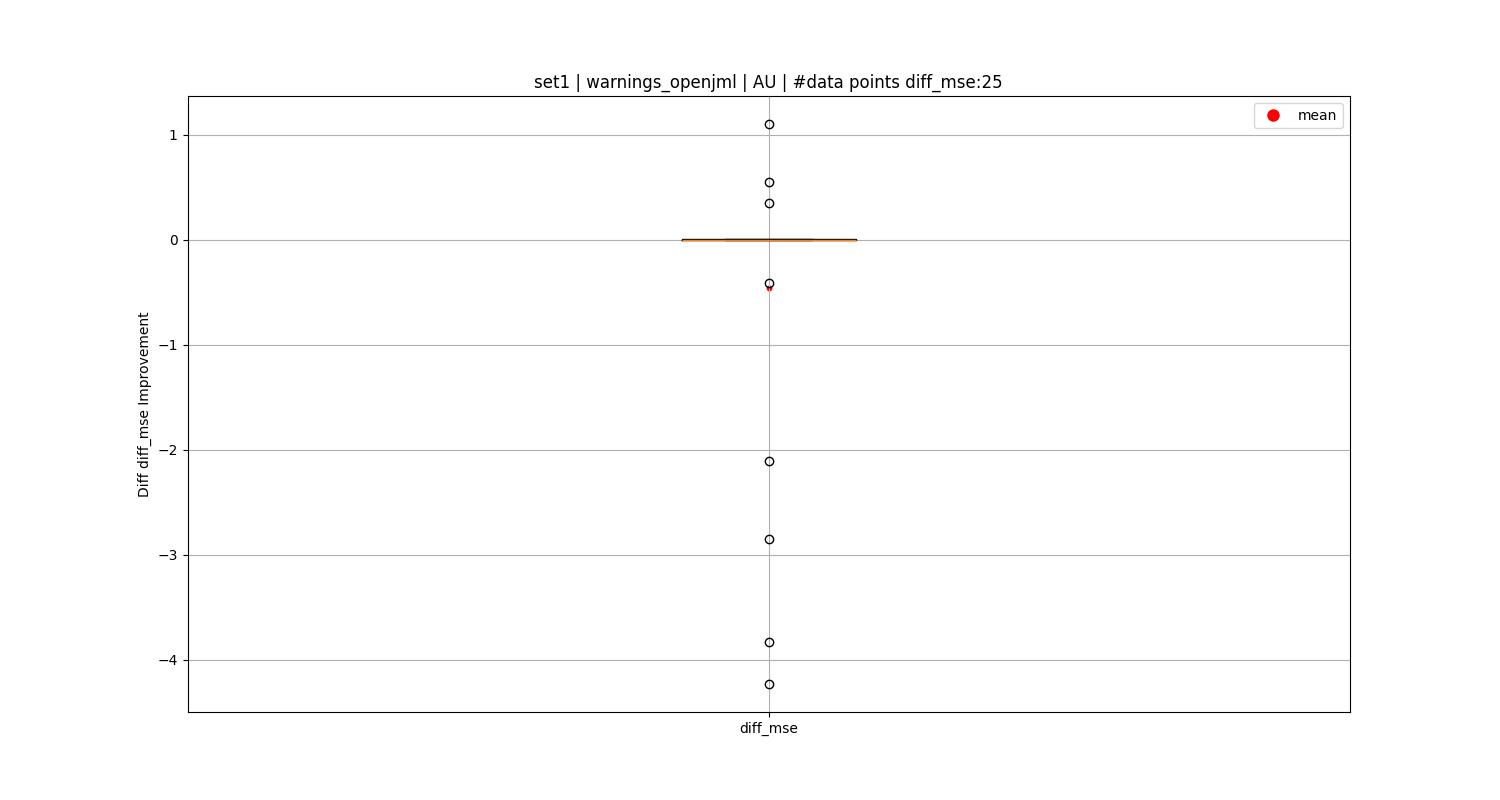 set1 | warnings_openjml | AU | #data points diff_mse:25
mean
1
0
−1
−2
−3
−4
Diff diff_mse Improvement
diff_mse